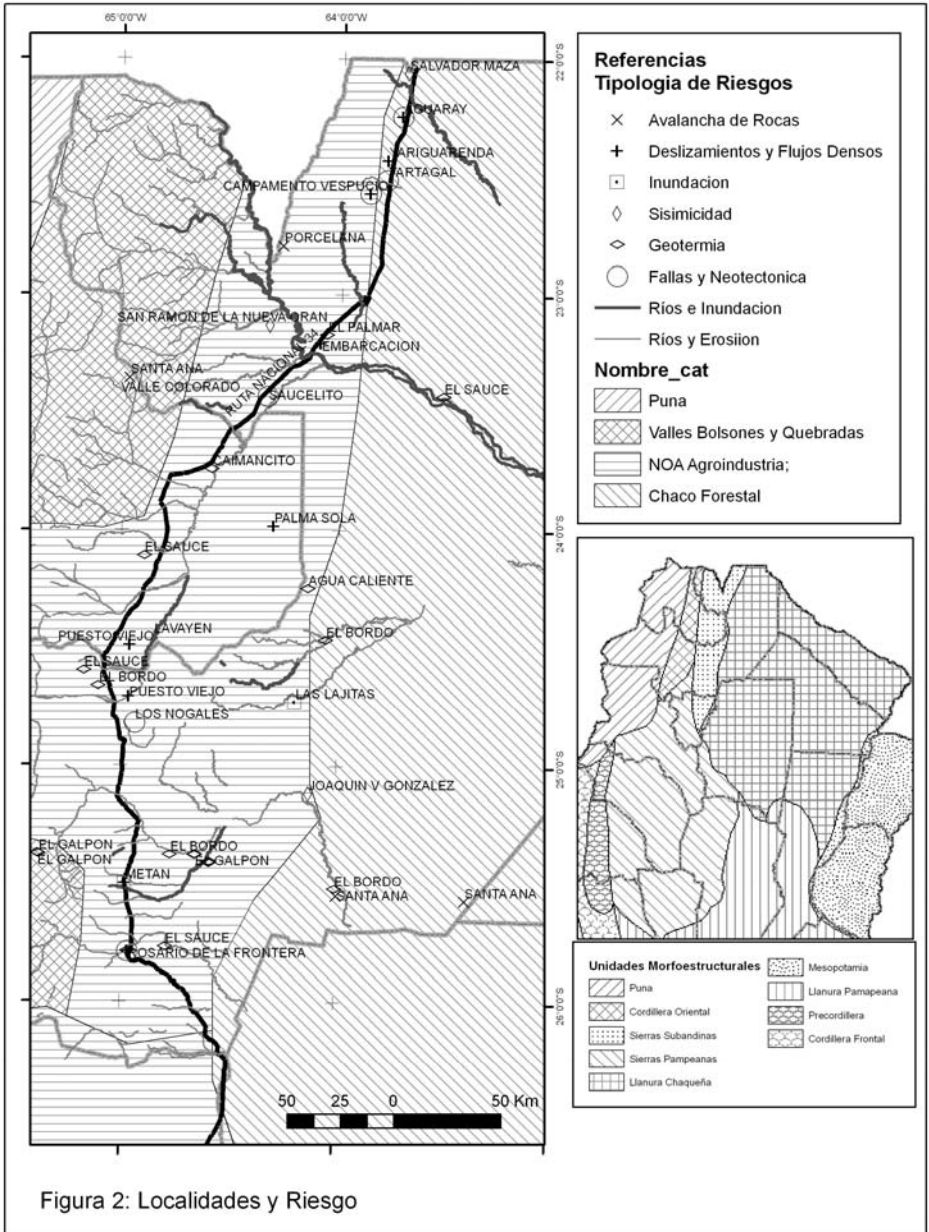 65°0'0"W
64°0'0"W
22°0'0"S
23°0'0"S
24°0'0"S
25°0'0"S
26°0'0"S
SALVADOR MAZA
AGUARAY
YARIGUARENDA
TARTAGAL
CAMPAMENTO VESPUCIO
PORCELANA
SAN RAMON DE LA NUEVA ORAN
EL PALMAR
EMBARCACION
RUTA NACIONAL 34
SANTA ANA
VALLE COLORADO
SAUCELITO
EL SAUCE
CAIMANCITO
PALMA SOLA
EL SAUCE
AGUA CALIENTE
LAVAYEN
PUESTO VIEJO
EL BORDO
EL SAUCE
EL BORDO
PUESTO VIEJO
LAS LAJITAS
LOS NOGALES
JOAQUIN V GONZALEZ
EL GALPON
EL GALPON
EL BORDO
EL GALPON
METAN
EL BORDO
SANTA ANA
SANTA ANA
EL SAUCE
ROSARIO DE LA FRONTERA
50 25 0 50 Km
Referencias
Tipologia de Riesgos
Avalancha de Rocas
Deslizamientos y Flujos Densos
Inundacion
Sisimicidad
Geotermia
Fallas y Neotectonica
Ríos e Inundacion
Ríos y Erosiion
Nombre_cat
Puna
Valles Bolsones y Quebradas
NOA Agroindustria;
Chaco Forestal
Unidades Morfoestructurales
Puna
Cordillera Oriental
Sierras Subandinas
Sierras Pampeanas
Llanura Chaqueña
Mesopotamia
Llanura Pamapeana
Precordillera
Cordillera Frontal
Figura 2: Localidades y Riesgo